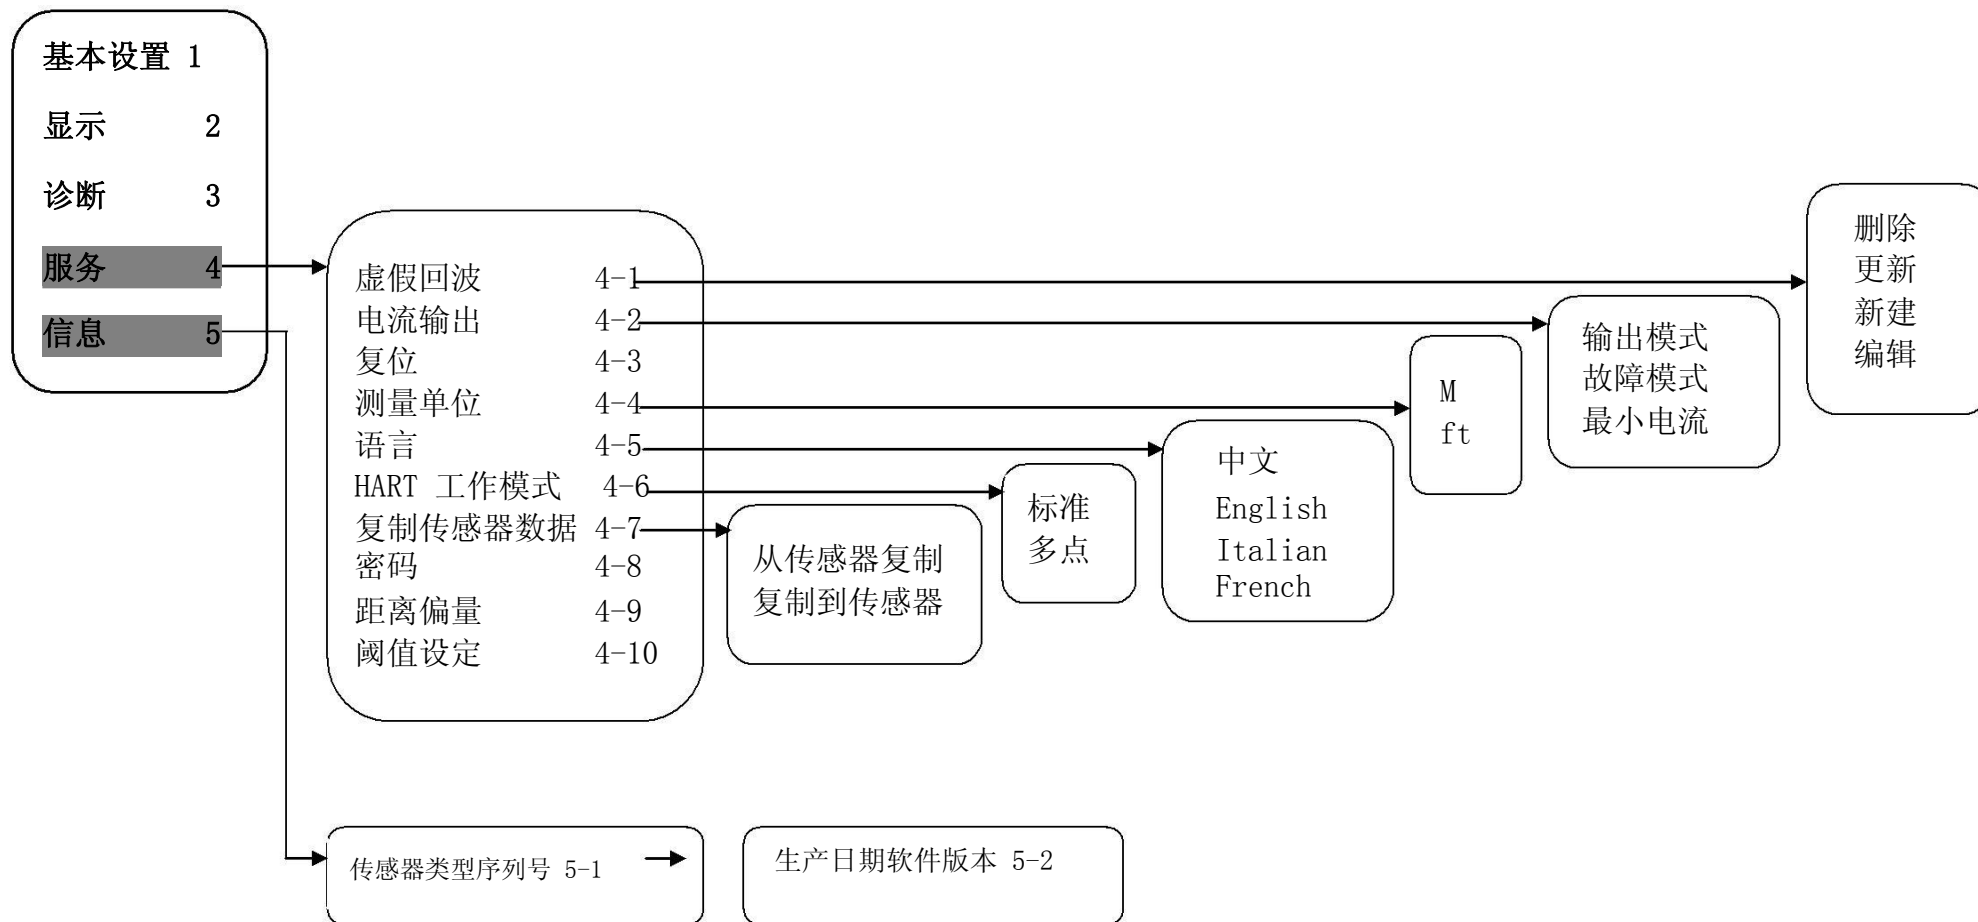 基本设置 1
显示 2
诊断 3
服务 4
信息 5
虚假回波 4-1
电流输出 4-2
复位 4-3
测量单位 4-4
语言 4-5
HART 工作模式 4-6
复制传感器数据 4-7
密码 4-8
距离偏量 4-9
阈值设定 4-10
从传感器复制
复制到传感器
标准
多点
中文
English
Italian
French
M
ft
输出模式
故障模式
最小电流
删除
更新
新建
编辑
传感器类型序列号 5-1
生产日期软件版本 5-2